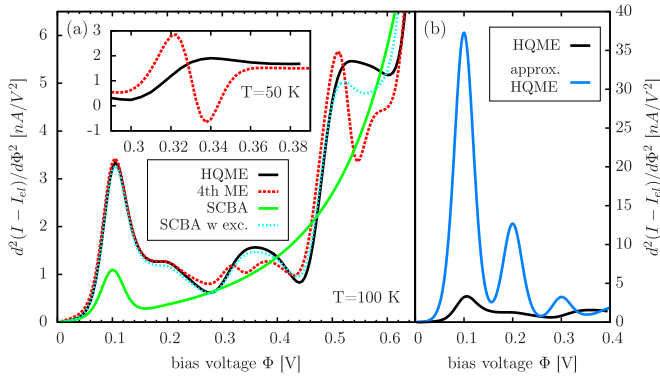 (a)
(b)
d²(I − I_el)/dΦ² [nA/V²]
6
5
4
3
2
1
0
3
2
1
0
-1
T=50 K
0.3 0.32 0.34 0.36 0.38
HQME
4th ME
SCBA
SCBA w exc.
T=100 K
0 0.1 0.2 0.3 0.4 0.5 0.6
bias voltage Φ [V]
HQME
approx.
HQME
0.1 0.2 0.3 0.4
bias voltage Φ [V]
40
35
30
25
20
15
10
5
0
d²(I − I_el)/dΦ² [nA/V²]